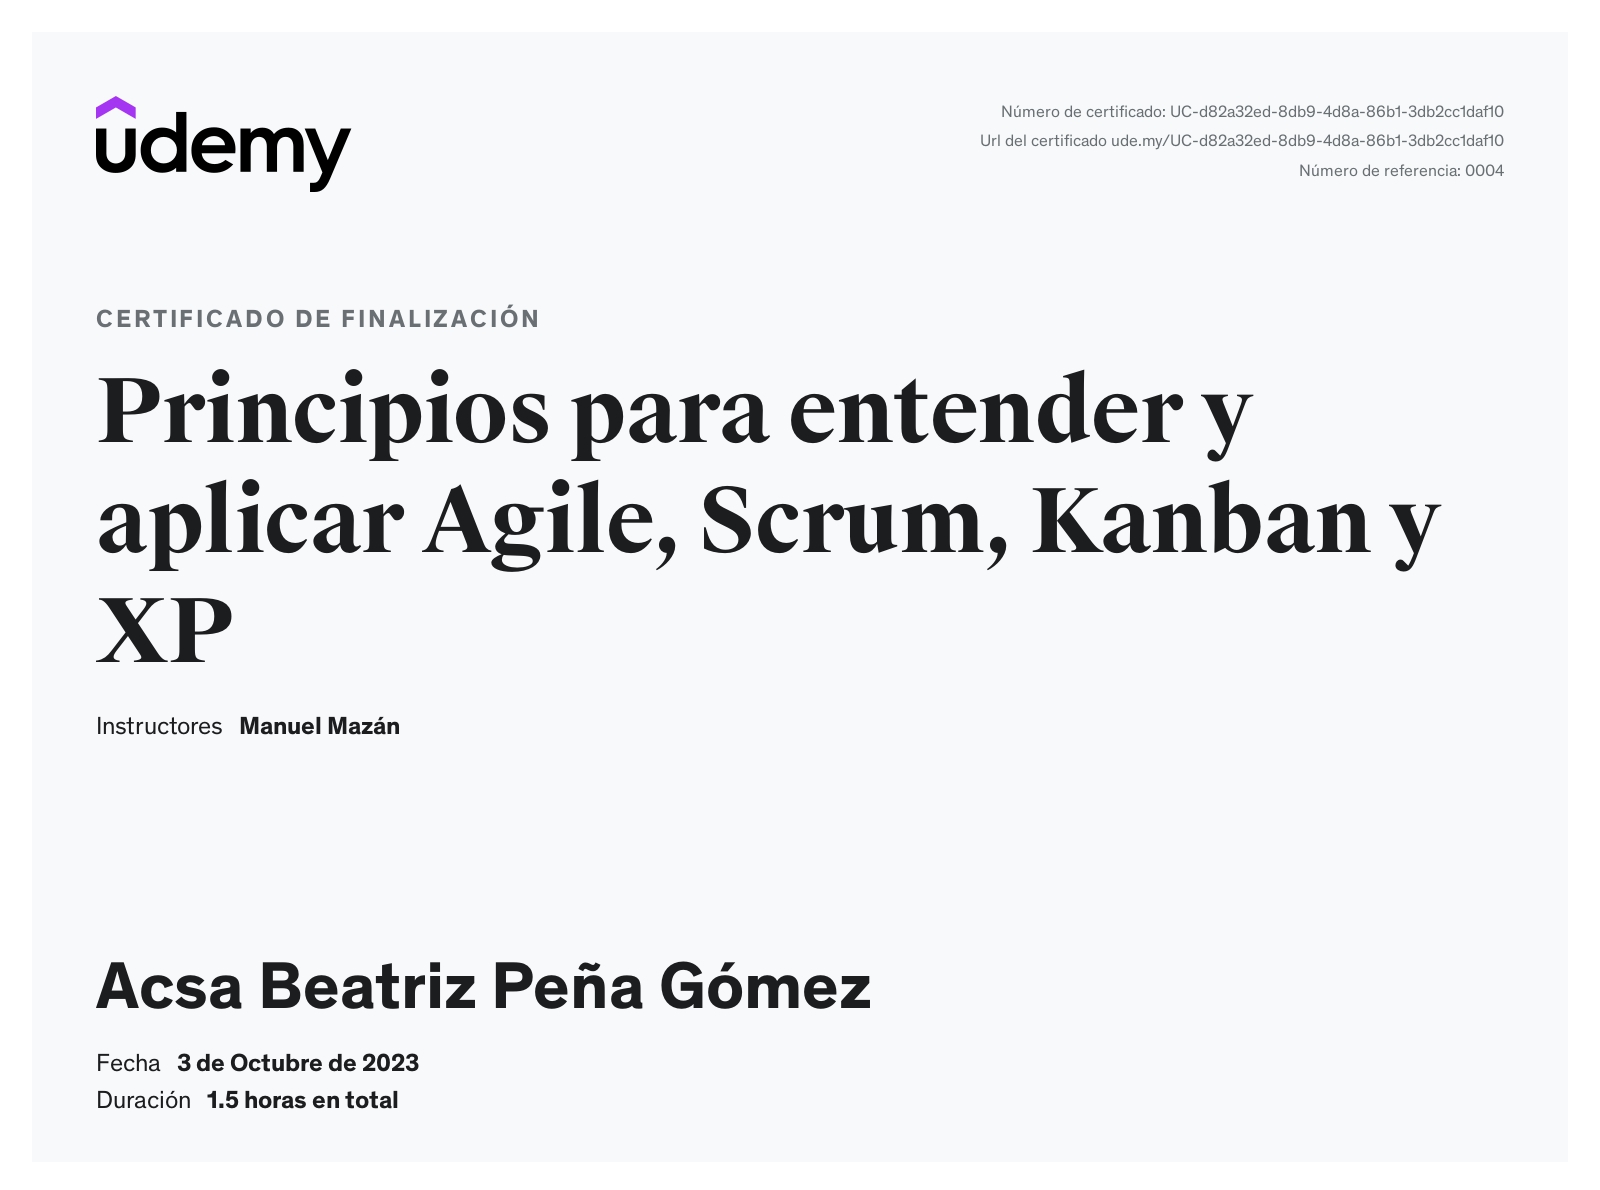 udemy
Número de certificado: UC-d82a32ed-8db9-4d8a-86b1-3db2cc1daf10
Url del certificado ude.my/UC-d82a32ed-8db9-4d8a-86b1-3db2cc1daf10
Número de referencia: 0004
CERTIFICADO DE FINALIZACIÓN
Principios para entender y
aplicar Agile, Scrum, Kanban y
XP
Instructores Manuel Mazán
Acsa Beatriz Peña Gómez
Fecha 3 de Octubre de 2023
Duración 1.5 horas en total